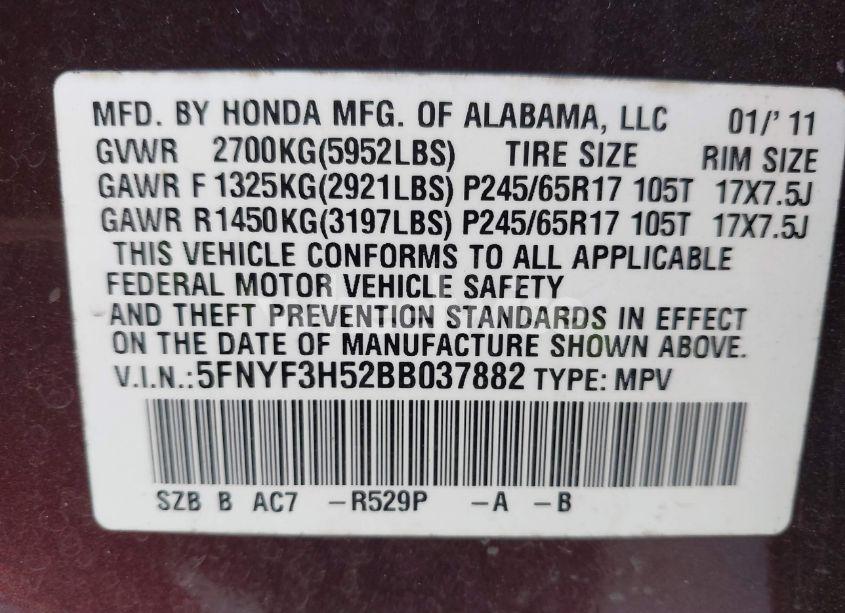 MFD. BY HONDA MFG. OF ALABAMA, LLC 01/' 11
GVWR 2700KG(5952LBS) TIRE SIZE RIM SIZE
GAWR F 1325KG(2921LBS) P245/65R17 105T 17X7.5J
GAWR R1450KG(3197LBS) P245/65R17 105T 17X7.5J
THIS VEHICLE CONFORMS TO ALL APPLICABLE
FEDERAL MOTOR VEHICLE SAFETY
AND THEFT PREVENTION STANDARDS IN EFFECT
ON THE DATE OF MANUFACTURE SHOWN ABOVE.
V.I.N.:5FNYF3H52BB037882 TYPE: MPV
SZB B AC7 -R529P -A -B